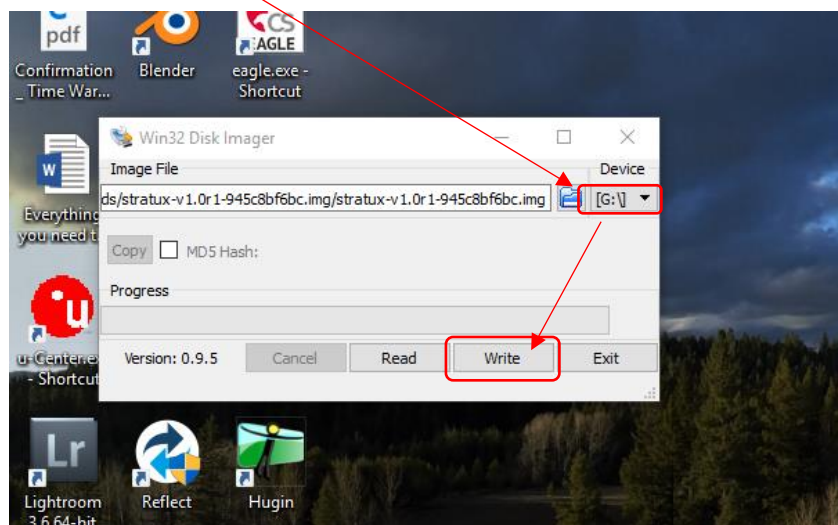 pdf
CS
EAGLE
Confirmation
_ Time War...
Blender
eagle.exe -
Shortcut
Win32 Disk Imager
Image File
Device
ds/stratux-v1.0r1-945c8bf6bc.img/stratux-v1.0r1-945c8bf6bc.img
[G:\]
W
Everything
you need t
Copy
MD5 Hash:
Progress
u
Version: 0.9.5
Cancel
Read
Write
Exit
u-Center.ex
- Shortcut
Lr
Lightroom
3.6 64-bit
Reflect
Hugin